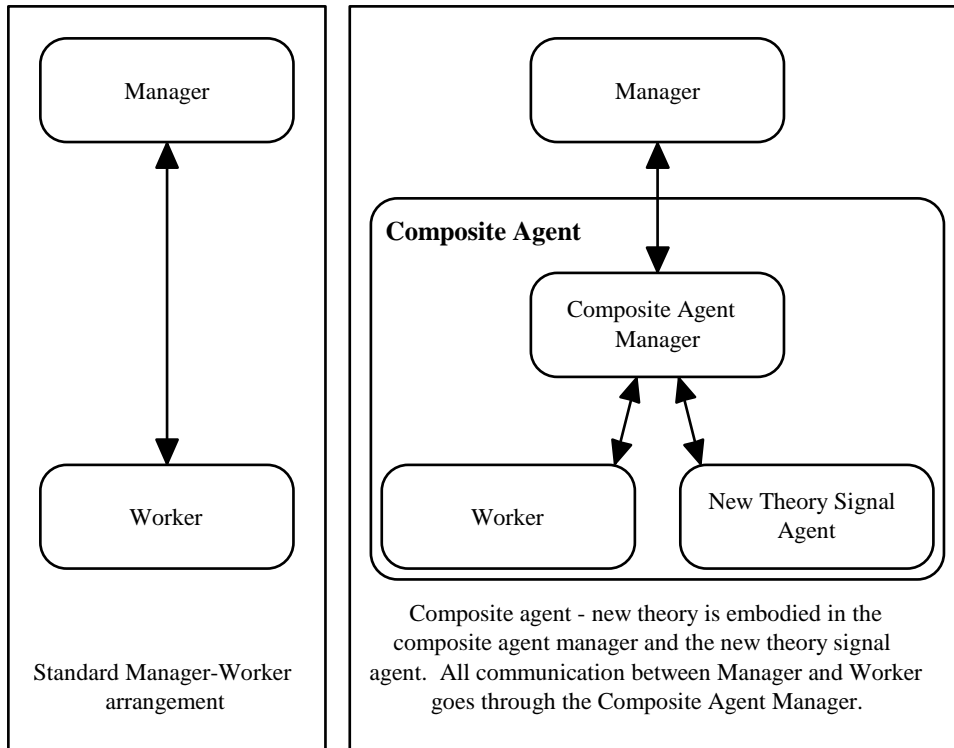 Manager
Worker
Standard Manager-Worker
arrangement
Manager
Composite Agent
Composite Agent
Manager
Worker
New Theory Signal
Agent
Composite agent - new theory is embodied in the
composite agent manager and the new theory signal
agent.  All communication between Manager and Worker
goes through the Composite Agent Manager.